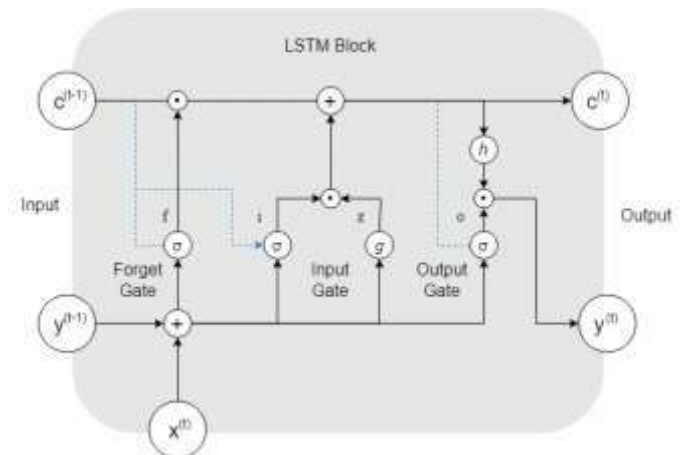 LSTM Block
c(t-1)
c(t)
h
Input
f
i
g
o
Output
σ
σ
g
σ
Forget
Gate
Input
Gate
Output
Gate
y(t-1)
y(t)
x(t)